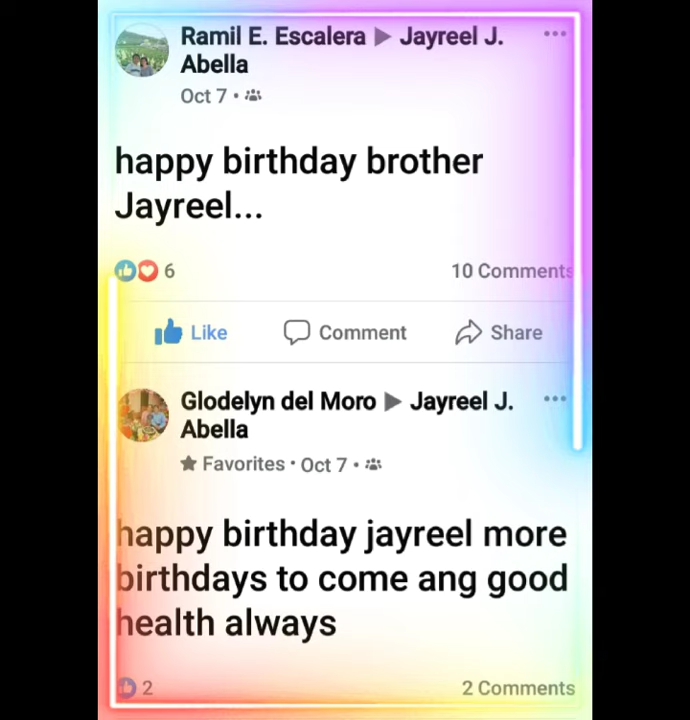 Ramil E. Escalera ▶ Jayreel J.
Abella
Oct 7 •
happy birthday brother
Jayreel...
6
10 Comments
Like
Comment
Share
Glodelyn del Moro ▶ Jayreel J.
Abella
★ Favorites • Oct 7 •
happy birthday jayreel more
birthdays to come ang good
health always
2
2 Comments